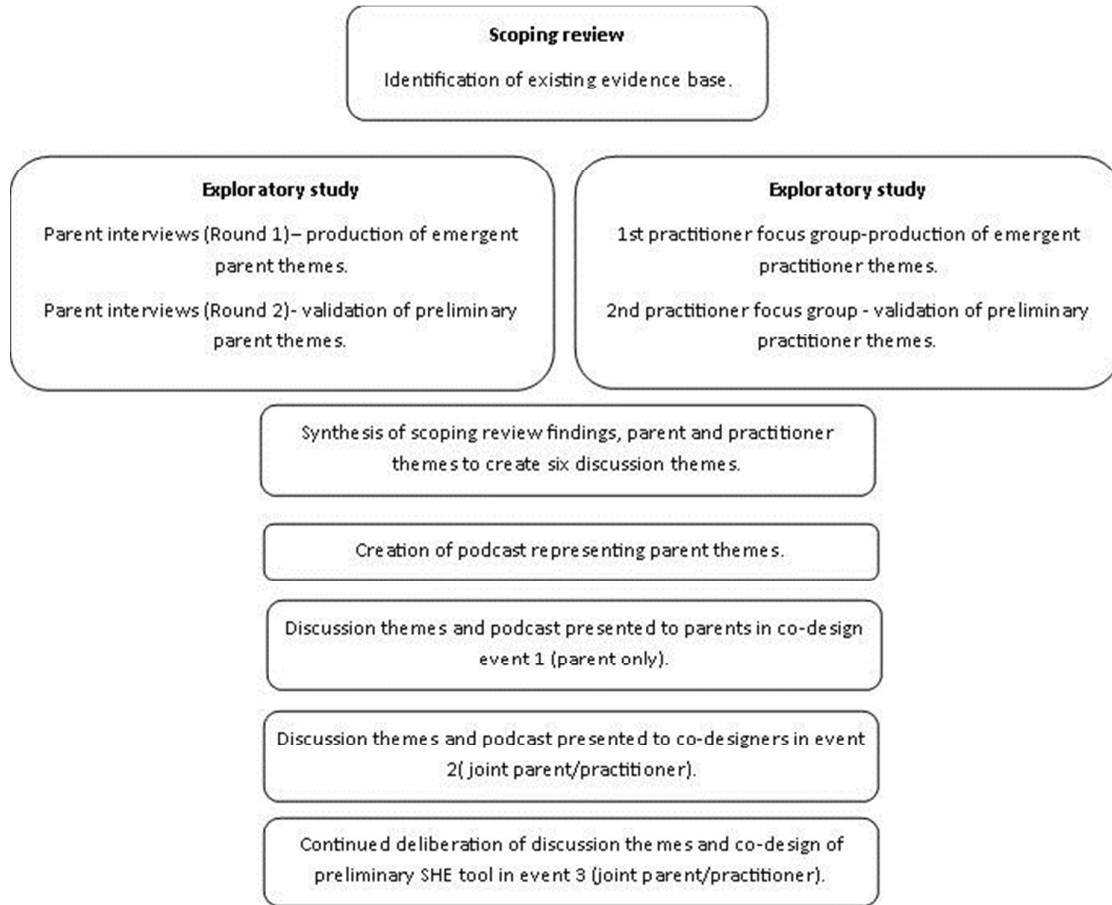 Scoping review
Identification of existing evidence base.
Exploratory study
Parent interviews (Round 1)– production of emergent
parent themes.
Parent interviews (Round 2)- validation of preliminary
parent themes.
Exploratory study
1st practitioner focus group-production of emergent
practitioner themes.
2nd practitioner focus group - validation of preliminary
practitioner themes.
Synthesis of scoping review findings, parent and practitioner
themes to create six discussion themes.
Creation of podcast representing parent themes.
Discussion themes and podcast presented to parents in co-design
event 1 (parent only).
Discussion themes and podcast presented to co-designers in event
2( joint parent/practitioner).
Continued deliberation of discussion themes and co-design of
preliminary SHE tool in event 3 (joint parent/practitioner).